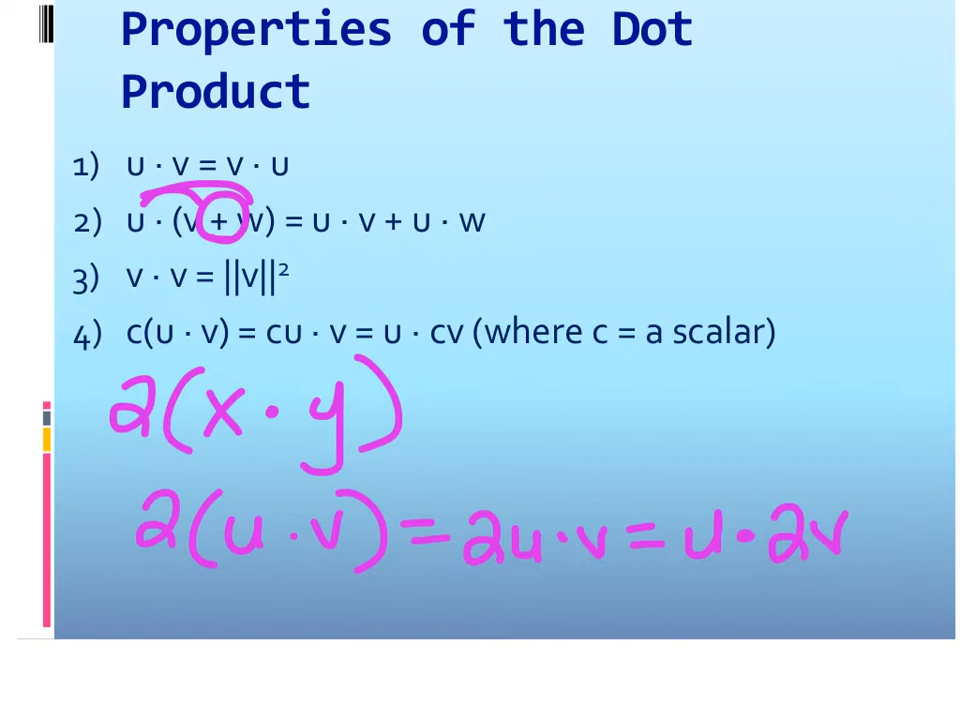 Properties of the Dot
Product
1) u · v = v · u
2) u · (v + w) = u · v + u · w
3) v · v = ||v||²
4) c(u · v) = cu · v = u · cv (where c = a scalar)
2(x · y)
2(u · v) = 2u · v = u · 2v